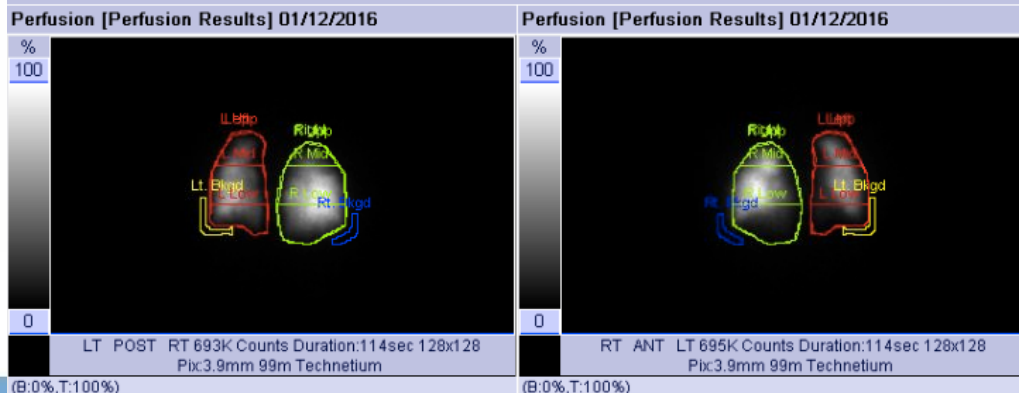 Perfusion [Perfusion Results] 01/12/2016
%
100
R Mid
L Mid
Lt. Bkgd
L Low
R Low
Rt. Bkgd
0
LT POST RT 693K Counts Duration:114sec 128x128
Pix:3.9mm 99m Technetium
(B:0%,T:100%)
Perfusion [Perfusion Results] 01/12/2016
%
100
R Mid
L Mid
Lt. Bkgd
R Low
L Low
0
RT ANT LT 695K Counts Duration:114sec 128x128
Pix:3.9mm 99m Technetium
(B:0%,T:100%)